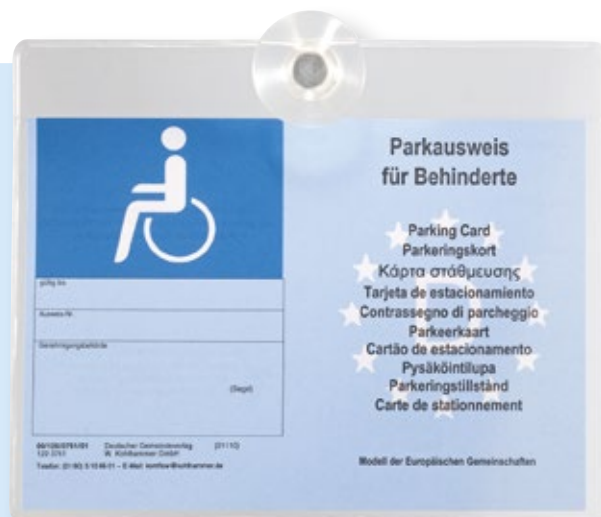 gültig bis
Ausweis-Nr.
Genehmigungsbehörde
(Siegel)
Deutscher Gemeindeverlag
W. Kohlhammer GmbH
Parkausweis
für Behinderte
Parking Card
Parkeringskort
Κάρτα στάθμευσης
Tarjeta de estacionamiento
Contrassegno di parcheggio
Parkeerkaart
Cartão de estacionamento
Pysäköintilupa
Parkeringstillstånd
Carte de stationnement
D
Modell der Europäischen Gemeinschaften